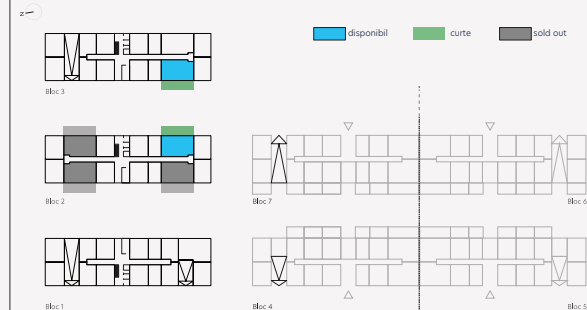 N
disponibil
curte
sold out
Bloc 3
Bloc 2
Bloc 7
Bloc 6
Bloc 1
Bloc 4
Bloc 5